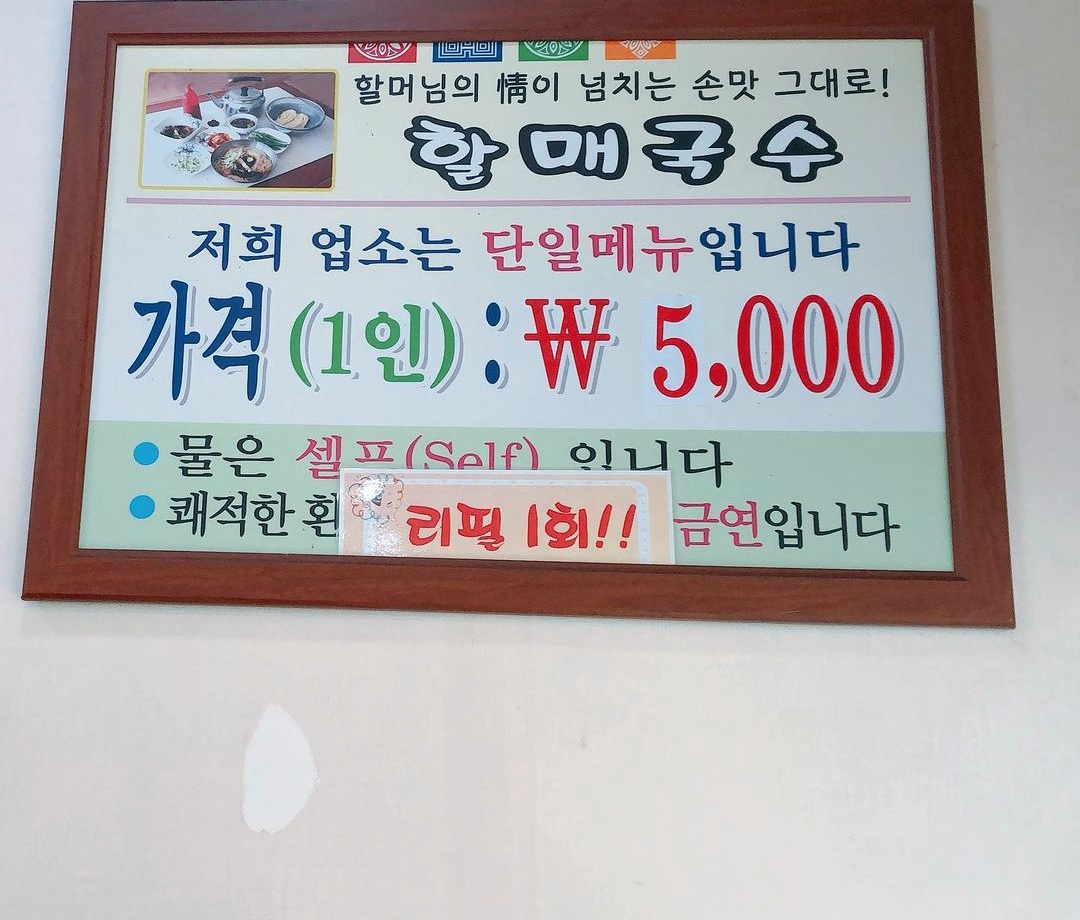 할머님의 情이 넘치는 손맛 그대로!
할매국수
저희 업소는 단일메뉴입니다
가격 (1인) : ₩ 5,000
● 물은 셀프(Self) 입니다
● 쾌적한 환
리필 1회!!
금연입니다